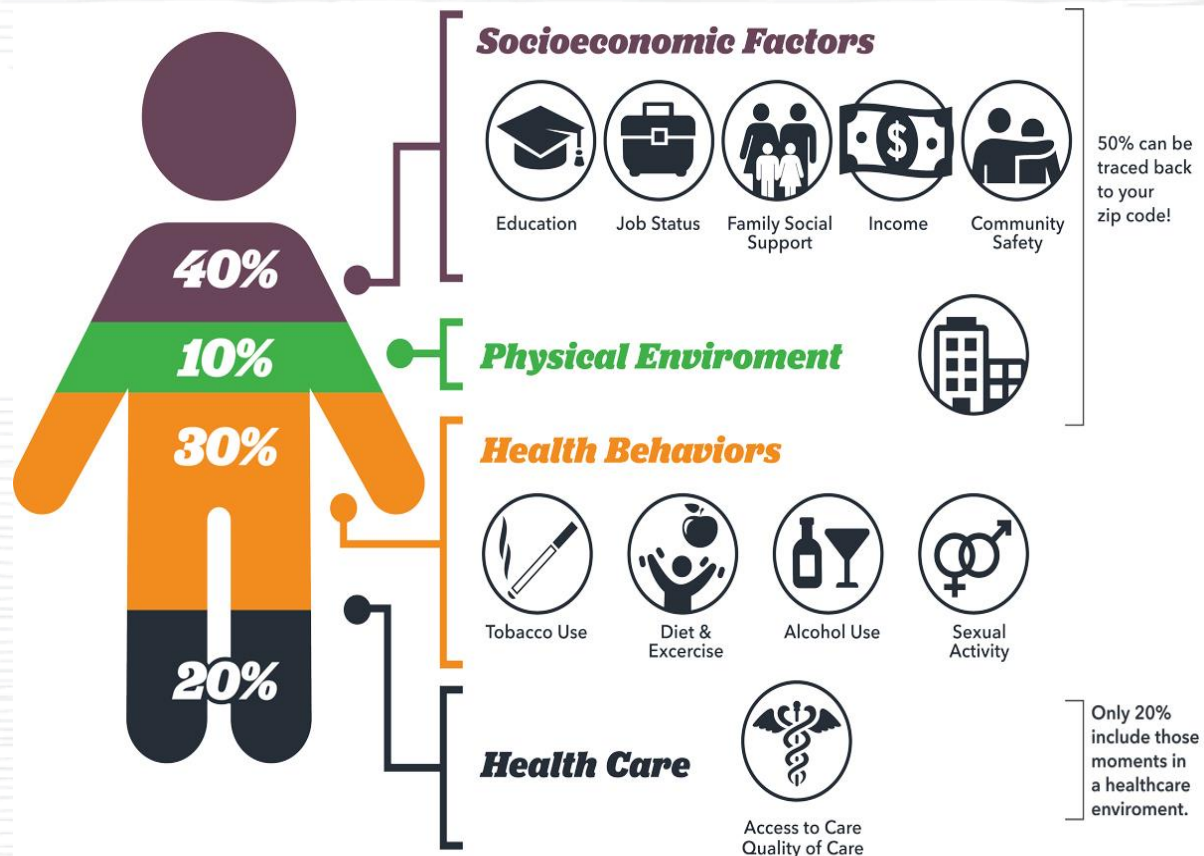 Socioeconomic Factors
Education
Job Status
Family Social
Support
Income
Community
Safety
50% can be
traced back
to your
zip code!
40%
10%
Physical Enviroment
30%
Health Behaviors
Tobacco Use
Diet &
Excercise
Alcohol Use
Sexual
Activity
20%
Health Care
Access to Care
Quality of Care
Only 20%
include those
moments in
a healthcare
enviroment.